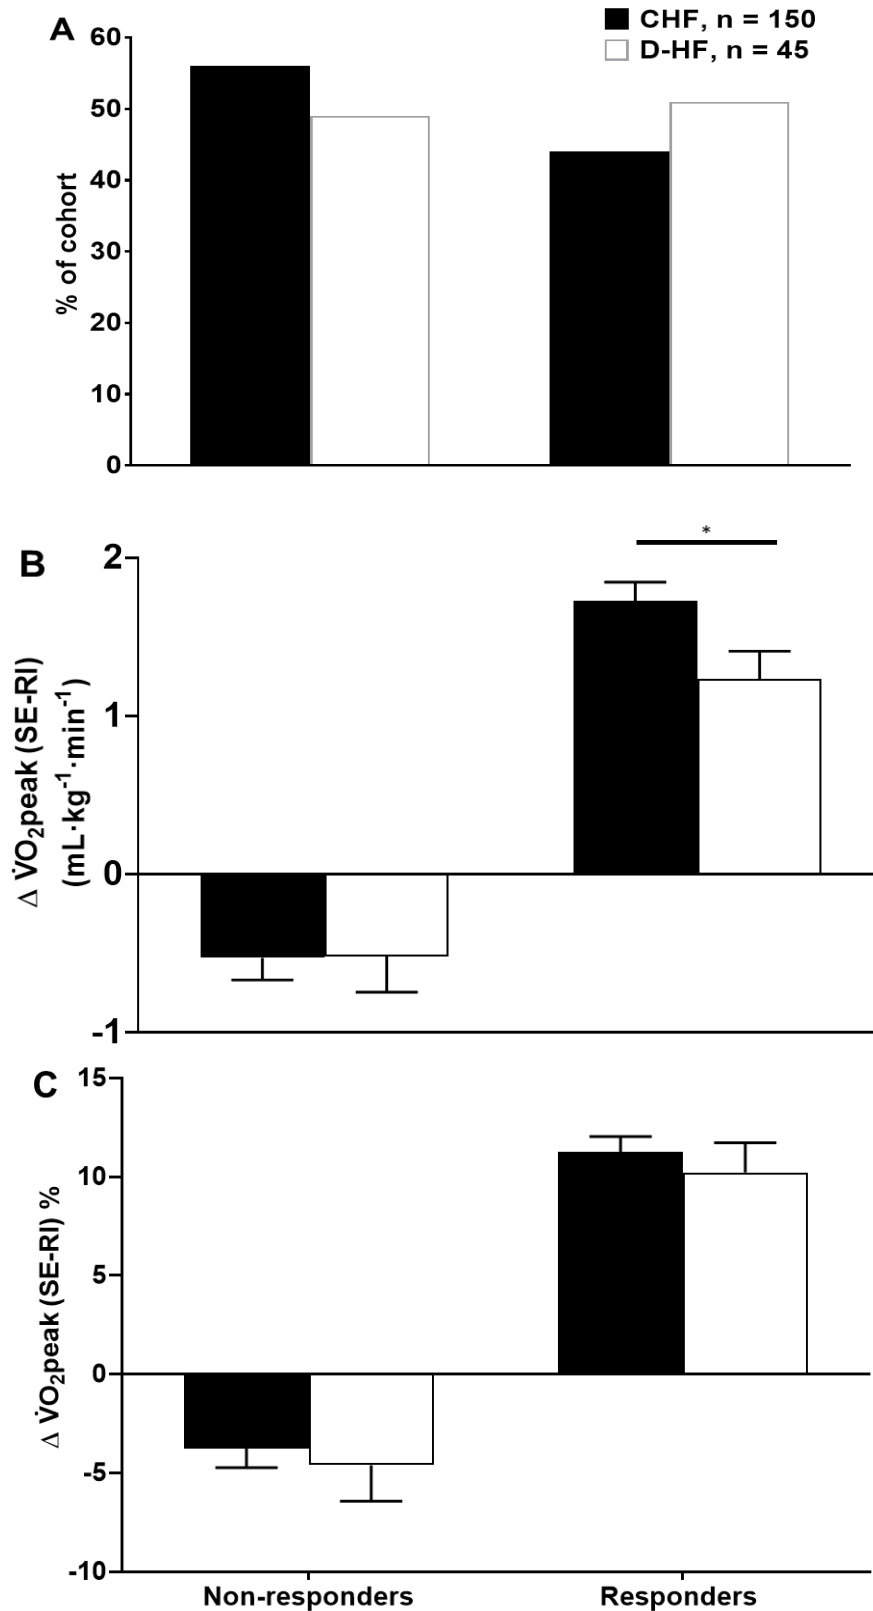 A
CHF, n = 150
D-HF, n = 45
60
50
40
30
20
10
0
% of cohort
B
*
2
1
0
-1
Δ V̇O₂peak (SE-RI)
(mL·kg⁻¹·min⁻¹)
C
15
10
5
0
-5
-10
Δ V̇O₂peak (SE-RI) %
Non-responders
Responders